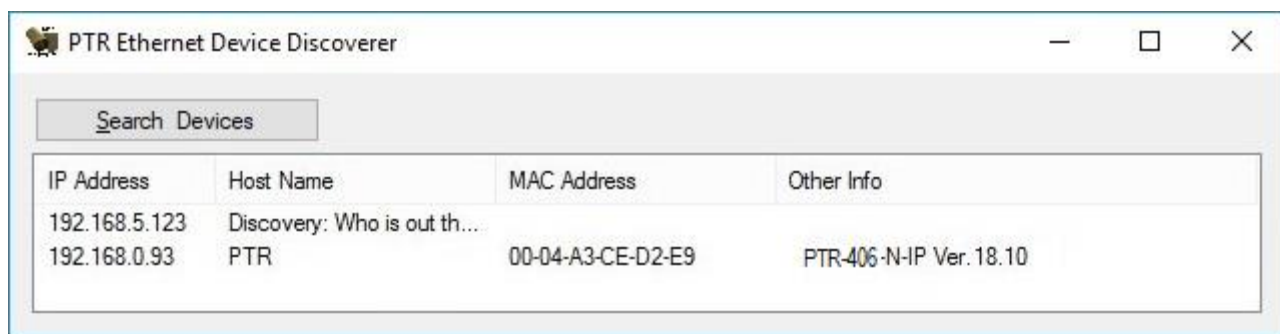 PTR Ethernet Device Discoverer
Search Devices
IP Address Host Name MAC Address Other Info
192.168.5.123 Discovery: Who is out th...
192.168.0.93 PTR 00-04-A3-CE-D2-E9 PTR-406-N-IP Ver. 18.10